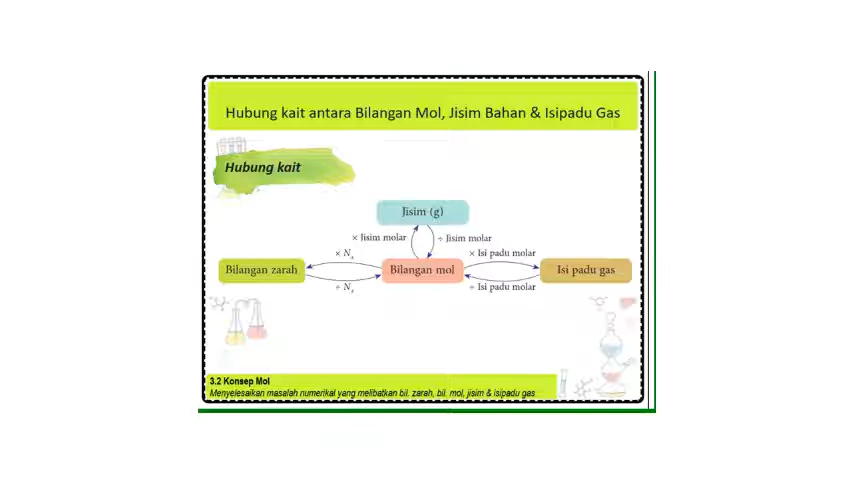 Hubung kait antara Bilangan Mol, Jisim Bahan & Isipadu Gas
Hubung kait
Jisim (g)
× Jisim molar
÷ Jisim molar
× Nₐ
× Isi padu molar
Bilangan zarah
Bilangan mol
Isi padu gas
÷ Nₐ
÷ Isi padu molar
3.2 Konsep Mol
Menyelesaikan masalah numerikal yang melibatkan bil. zarah, bil. mol, jisim & isipadu gas